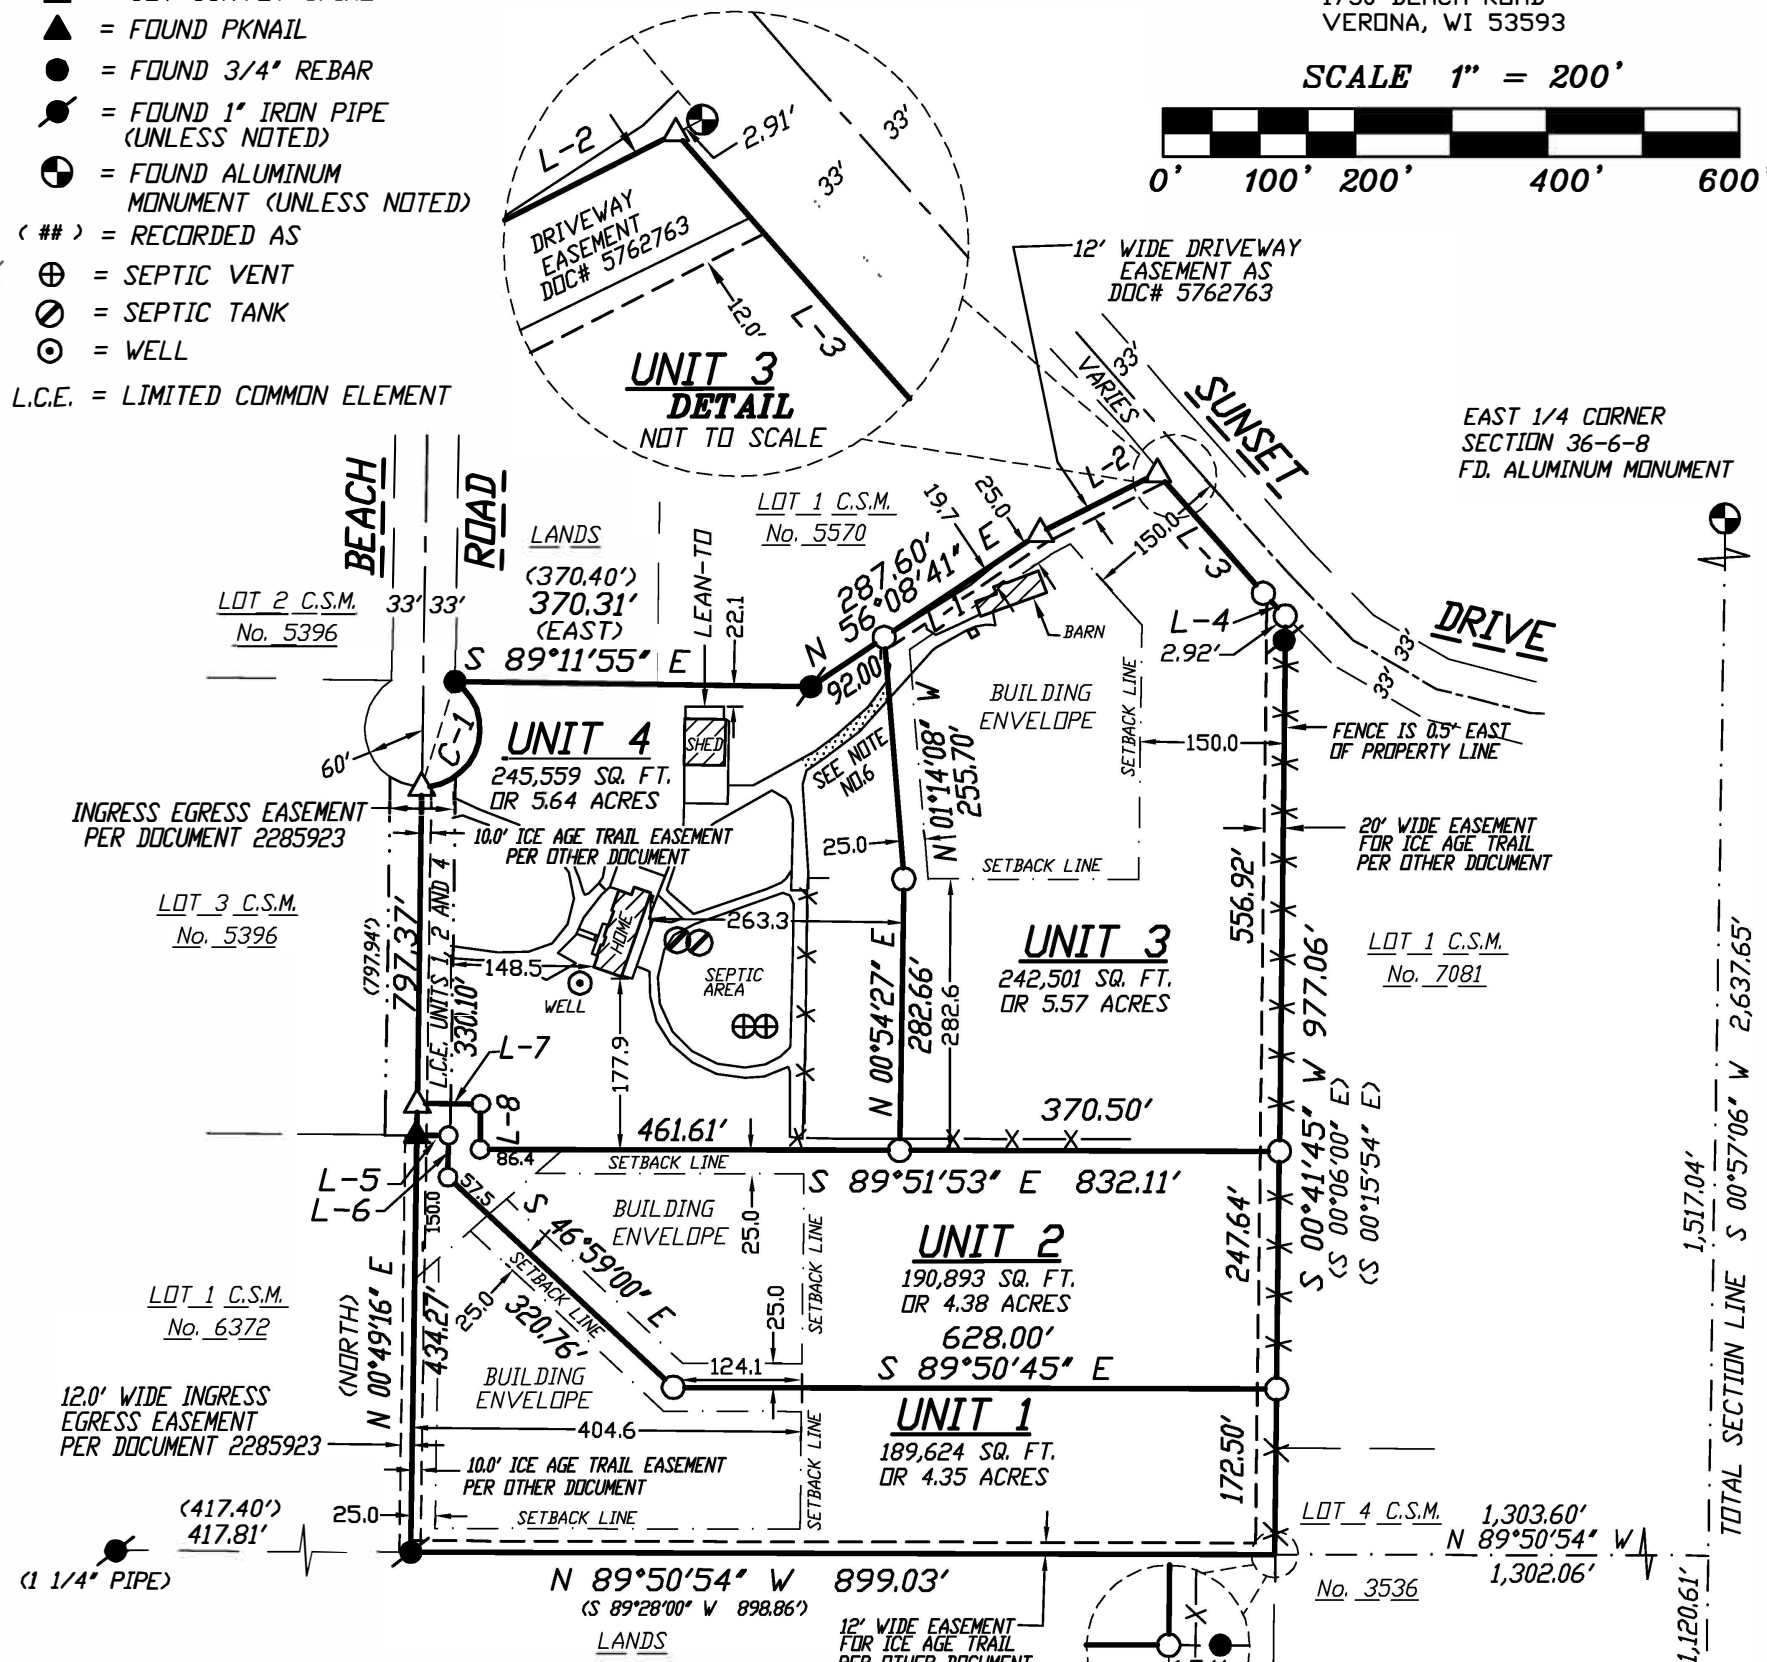 ▲ = FOUND PKNAIL
● = FOUND 3/4" REBAR
= FOUND 1" IRON PIPE
(UNLESS NOTED)
= FOUND ALUMINUM
MONUMENT (UNLESS NOTED)
( ## ) = RECORDED AS
= SEPTIC VENT
= SEPTIC TANK
= WELL
L.C.E. = LIMITED COMMON ELEMENT
VERONA, WI 53593
SCALE 1" = 200'
0' 100' 200' 400' 600'
L-2
2.91'
33'
33'
DRIVEWAY
EASEMENT
DOC# 5762763
12.0'
L-3
UNIT 3
DETAIL
NOT TO SCALE
12' WIDE DRIVEWAY
EASEMENT AS
DOC# 5762763
VARIES
33'
SUNSET
DRIVE
EAST 1/4 CORNER
SECTION 36-6-8
FD. ALUMINUM MONUMENT
BEACH
ROAD
33' 33'
LANDS
(370.40')
370.31'
(EAST)
S 89°11'55" E
LEAN-TO
22.1
LOT 1 C.S.M.
No. 5570
19.7
25.0
L-2
150.0
L-3
287.60'
N 56°08'41" E
L-1
92.00'
BARN
L-4
2.92'
33'
33'
LOT 2 C.S.M.
No. 5396
C-1
60'
UNIT 4
245,559 SQ. FT.
OR 5.64 ACRES
SHED
SEE NOTE
NO.6
N 01°14'08" W
255.70'
25.0
BUILDING
ENVELOPE
SETBACK LINE
150.0
SETBACK LINE
FENCE IS 0.5' EAST
OF PROPERTY LINE
INGRESS EGRESS EASEMENT
PER DOCUMENT 2285923
10.0' ICE AGE TRAIL EASEMENT
PER OTHER DOCUMENT
20' WIDE EASEMENT
FOR ICE AGE TRAIL
PER OTHER DOCUMENT
LOT 3 C.S.M.
No. 5396
(797.94')
797.37'
L.C.E. UNITS 1, 2 AND 4
330.10'
148.5
HOME
WELL
263.3
SEPTIC
AREA
177.9
N 00°54'27" E
282.66'
282.6
UNIT 3
242,501 SQ. FT.
OR 5.57 ACRES
556.92'
S 00°41'45" W 977.06'
(S 00°06'00" E)
(S 00°15'54" E)
LOT 1 C.S.M.
No. 7081
TOTAL SECTION LINE S 00°57'06" W 2,637.65'
1,517.04'
1,120.61'
L-7
L-8
L-5
L-6
461.61'
370.50'
86.4
SETBACK LINE
S 89°51'53" E 832.11'
57.5
150.0
S 46°59'00" E
320.76'
SETBACK LINE
25.0
BUILDING
ENVELOPE
25.0
25.0
SETBACK LINE
UNIT 2
190,893 SQ. FT.
OR 4.38 ACRES
247.64'
628.00'
S 89°50'45" E
124.1
LOT 1 C.S.M.
No. 6372
(NORTH)
N 00°49'16" E
434.27'
BUILDING
ENVELOPE
404.6
SETBACK LINE
UNIT 1
189,624 SQ. FT.
OR 4.35 ACRES
172.50'
12.0' WIDE INGRESS
EGRESS EASEMENT
PER DOCUMENT 2285923
10.0' ICE AGE TRAIL EASEMENT
PER OTHER DOCUMENT
SETBACK LINE
25.0
(417.40')
417.81'
(1 1/4" PIPE)
N 89°50'54" W 899.03'
(S 89°28'00" W 898.86')
LANDS
12' WIDE EASEMENT
FOR ICE AGE TRAIL
PER OTHER DOCUMENT
LOT 4 C.S.M.
No. 3536
1,303.60'
N 89°50'54" W
1,302.06'